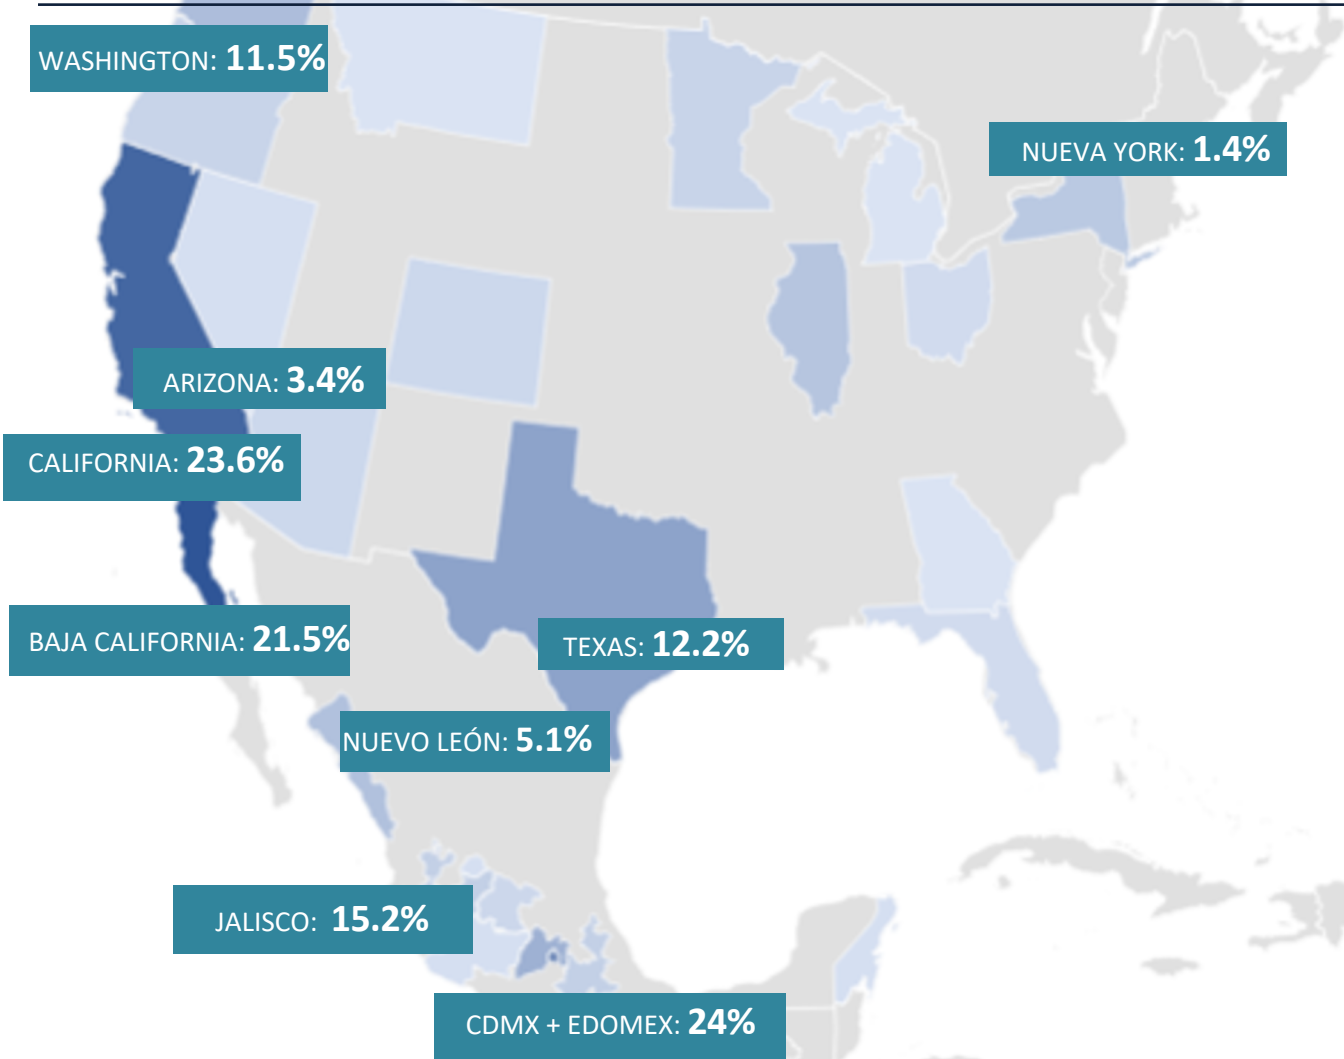 WASHINGTON: 11.5%
NUEVA YORK: 1.4%
ARIZONA: 3.4%
CALIFORNIA: 23.6%
BAJA CALIFORNIA: 21.5%
TEXAS: 12.2%
NUEVO LEÓN: 5.1%
JALISCO: 15.2%
CDMX + EDOMEX: 24%